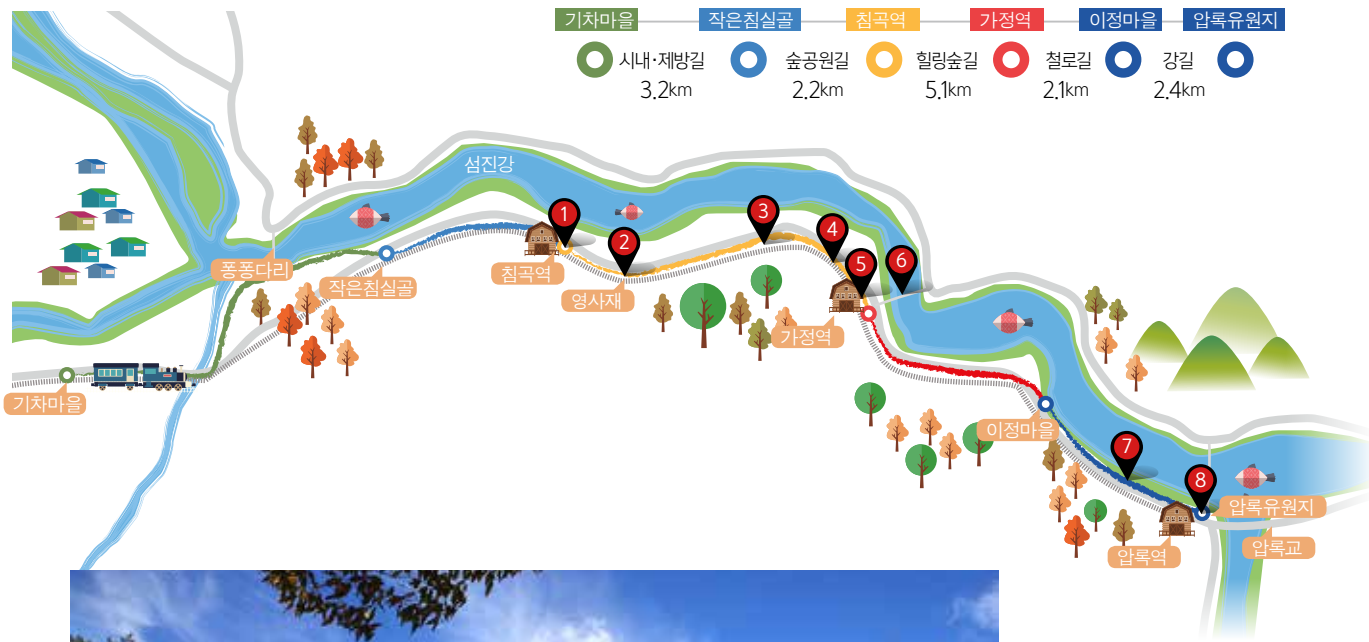 기차마을 작은침실골 침곡역 가정역 이정마을 압록유원지
시내·제방길 숲공원길 힐링숲길 철로길 강길
3.2km 2.2km 5.1km 2.1km 2.4km
섬진강
1
2
3
4
5
6
퐁퐁다리
작은침실골
침곡역
영사재
가정역
기차마을
이정마을
7
8
압록유원지
압록역
압록교